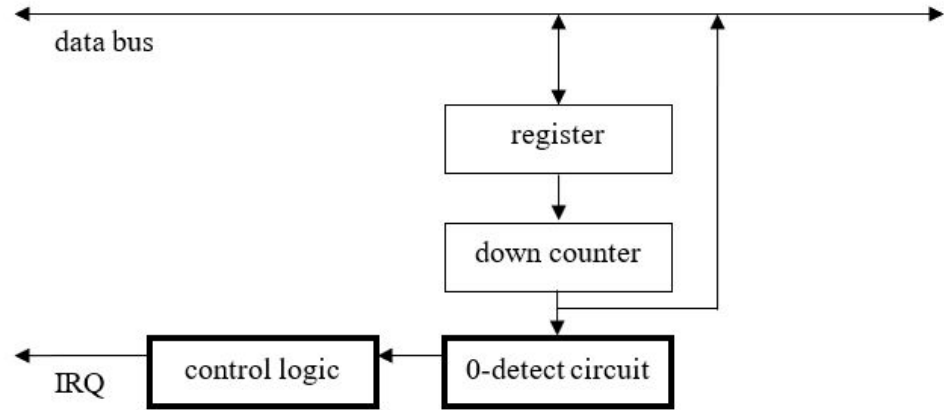 data bus
register
down counter
control logic
0-detect circuit
IRQ